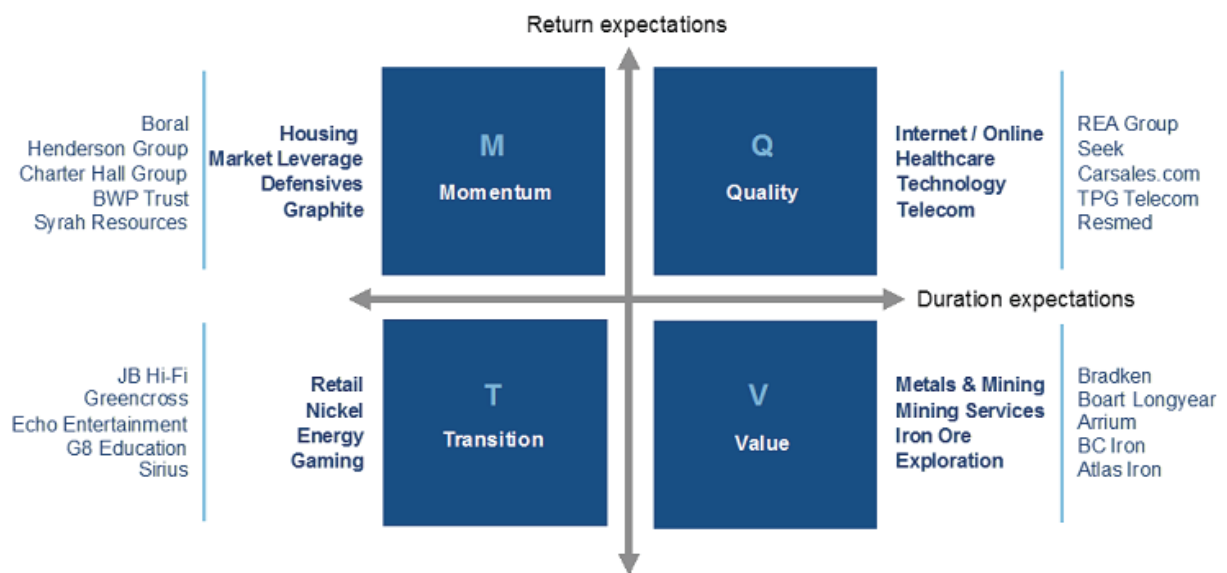 Return expectations
Boral
Henderson Group
Charter Hall Group
BWP Trust
Syrah Resources
Housing
Market Leverage
Defensives
Graphite
M
Momentum
Q
Quality
Internet / Online
Healthcare
Technology
Telecom
REA Group
Seek
Carsales.com
TPG Telecom
Resmed
Duration expectations
JB Hi-Fi
Greencross
Echo Entertainment
G8 Education
Sirius
Retail
Nickel
Energy
Gaming
T
Transition
V
Value
Metals & Mining
Mining Services
Iron Ore
Exploration
Bradken
Boart Longyear
Arrium
BC Iron
Atlas Iron